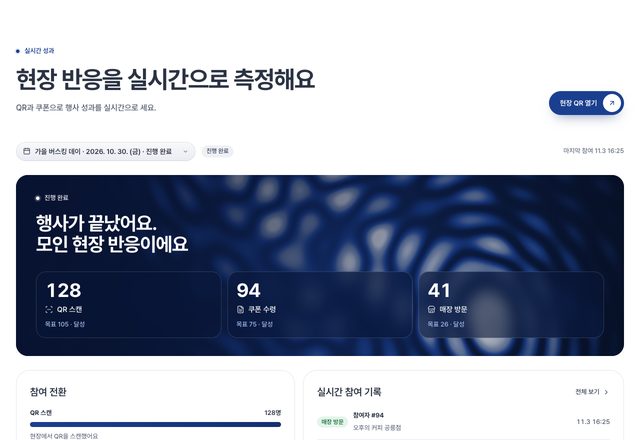 실시간 성과
현장 반응을 실시간으로 측정해요
QR과 쿠폰으로 행사 성과를 실시간으로 세요.
현장 QR 열기
가을 버스킹 데이 · 2026. 10. 30. (금) · 진행 완료
진행 완료
마지막 참여 11.3 16:25
진행 완료
행사가 끝났어요.
모인 현장 반응이에요
128
QR 스캔
목표 105 · 달성
94
쿠폰 수령
목표 75 · 달성
41
매장 방문
목표 26 · 달성
참여 전환
QR 스캔
128명
현장에서 QR을 스캔했어요
실시간 참여 기록
전체 보기
매장 방문
참여자 #94
오후의 커피 공릉점
11.3 16:25